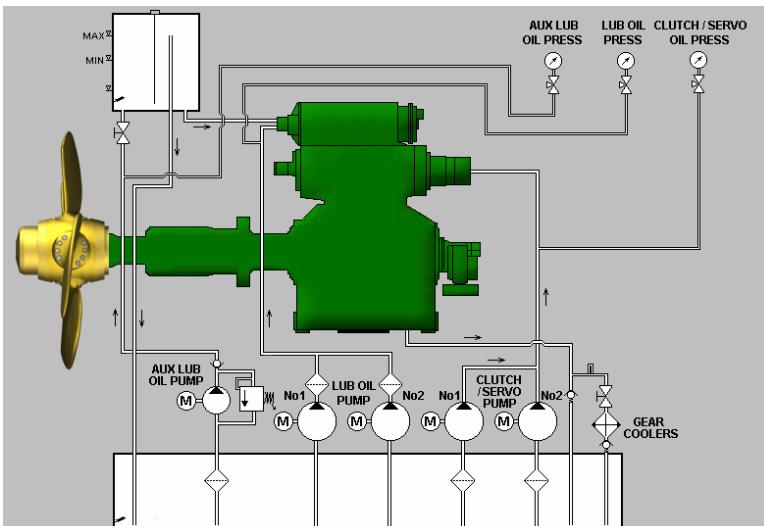 MAX
MIN
AUX LUB
OIL PRESS
LUB OIL
PRESS
CLUTCH / SERVO
OIL PRESS
AUX LUB
OIL PUMP
M
No1
LUB OIL
PUMP
No2
M
M
No1
CLUTCH
/ SERVO
PUMP
No2
M
M
GEAR
COOLERS